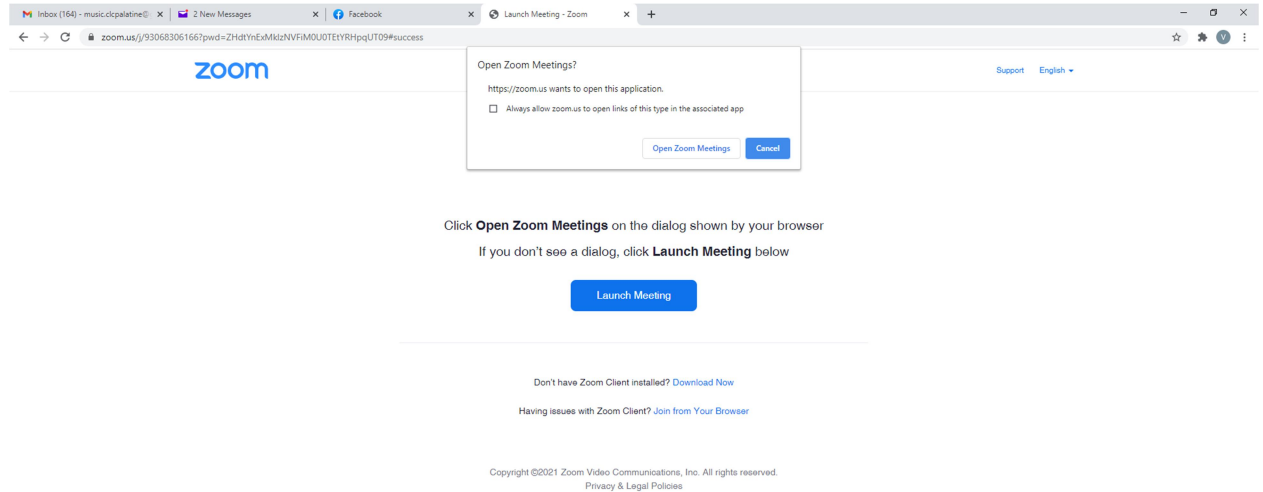 Inbox (164) - music.clcpalatine@
2 New Messages
Facebook
Launch Meeting - Zoom
zoom.us/j/93068306166?pwd=ZHdtYnExMklzNVFiM0U0TEtYRHpqUT09#success
V
zoom
Support English
Open Zoom Meetings?
https://zoom.us wants to open this application.
Always allow zoom.us to open links of this type in the associated app
Open Zoom Meetings Cancel
Click Open Zoom Meetings on the dialog shown by your browser
If you don't see a dialog, click Launch Meeting below
Launch Meeting
Don't have Zoom Client installed? Download Now
Having issues with Zoom Client? Join from Your Browser
Copyright ©2021 Zoom Video Communications, Inc. All rights reserved.
Privacy & Legal Policies